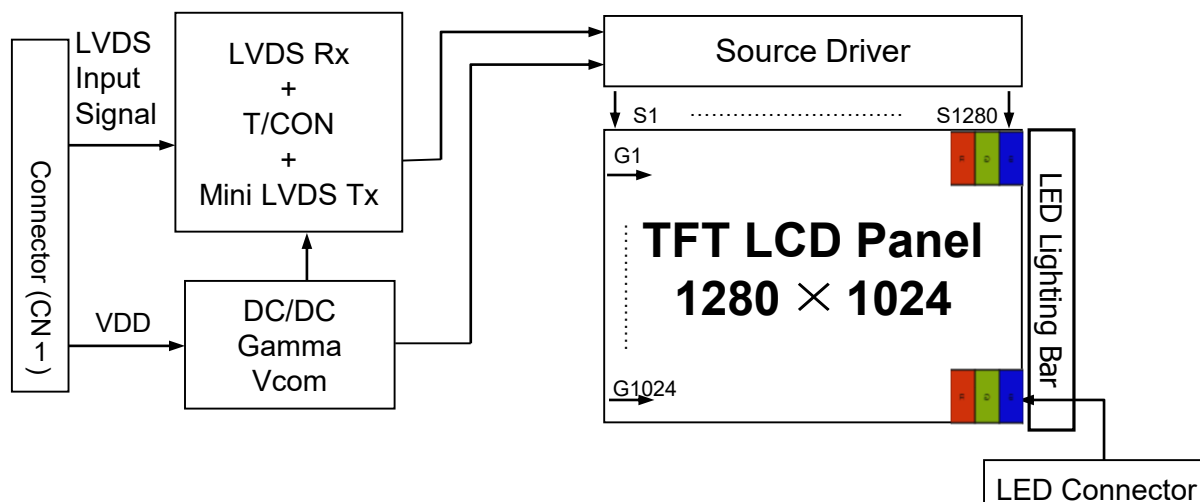 LVDS
Input
Signal
Connector (CN1)
VDD
LVDS Rx
+
T/CON
+
Mini LVDS Tx
DC/DC
Gamma
Vcom
Source Driver
S1
S1280
G1
TFT LCD Panel
1280 × 1024
G1024
LED Lighting Bar
LED Connector